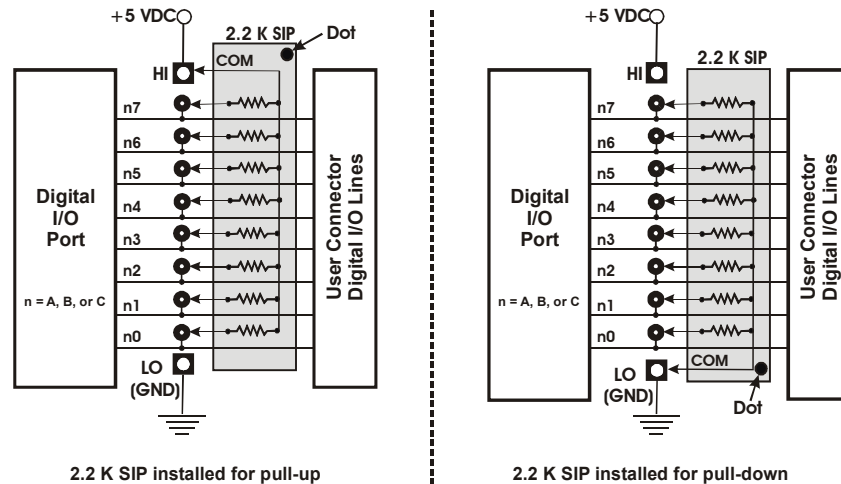 +5 VDC
2.2 K SIP
Dot
HI
COM
n7
n6
n5
n4
n3
n2
n1
n0
Digital
I/O
Port
n = A, B, or C
LO
(GND)
User Connector
Digital I/O Lines
2.2 K SIP installed for pull-up
+5 VDC
2.2 K SIP
HI
n7
n6
n5
n4
n3
n2
n1
n0
Digital
I/O
Port
n = A, B, or C
LO
(GND)
COM
Dot
User Connector
Digital I/O Lines
2.2 K SIP installed for pull-down